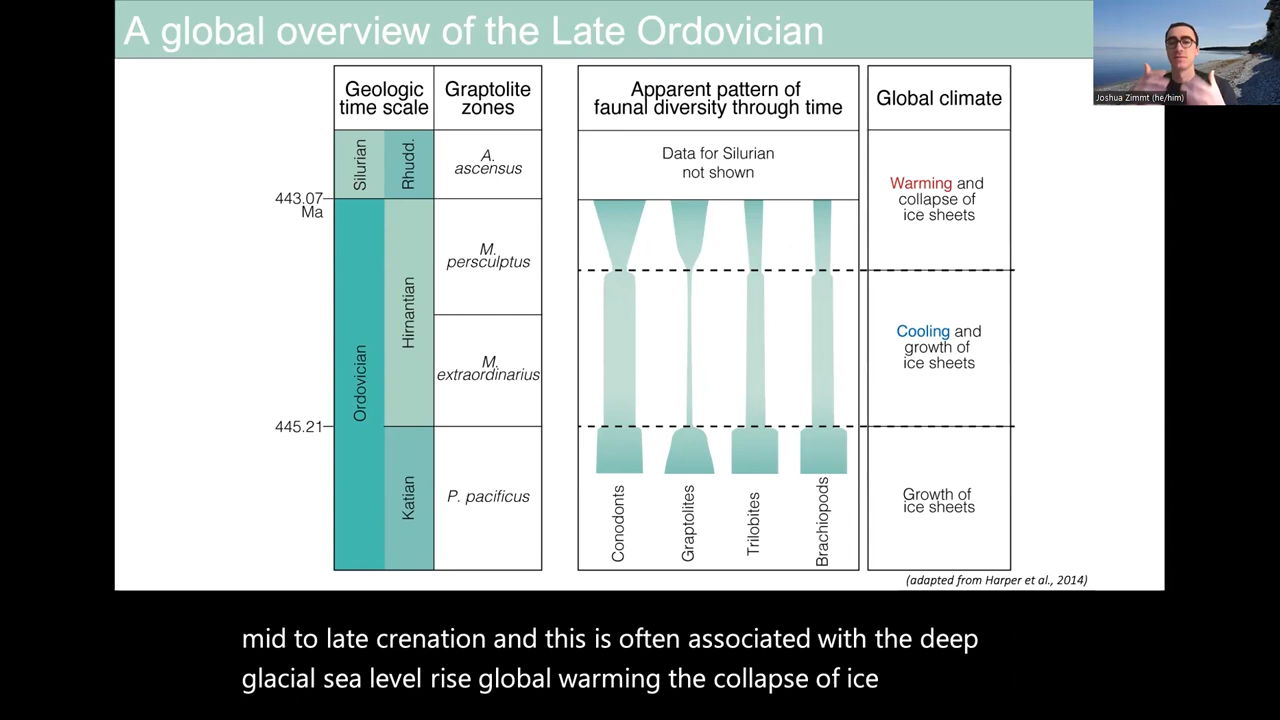 A global overview of the Late Ordovician
Joshua Zimmt (he/him)
Geologic
time scale
Graptolite
zones
Apparent pattern of
faunal diversity through time
Global climate
Silurian
Rhudd.
A.
ascensus
Data for Silurian
not shown
Warming and
collapse of
ice sheets
443.07
Ma
Ordovician
Hirnantian
M.
persculptus
M.
extraordinarius
Cooling and
growth of
ice sheets
445.21
Katian
P. pacificus
Conodonts
Graptolites
Trilobites
Brachiopods
Growth of
ice sheets
(adapted from Harper et al., 2014)
mid to late crenation and this is often associated with the deep
glacial sea level rise global warming the collapse of ice